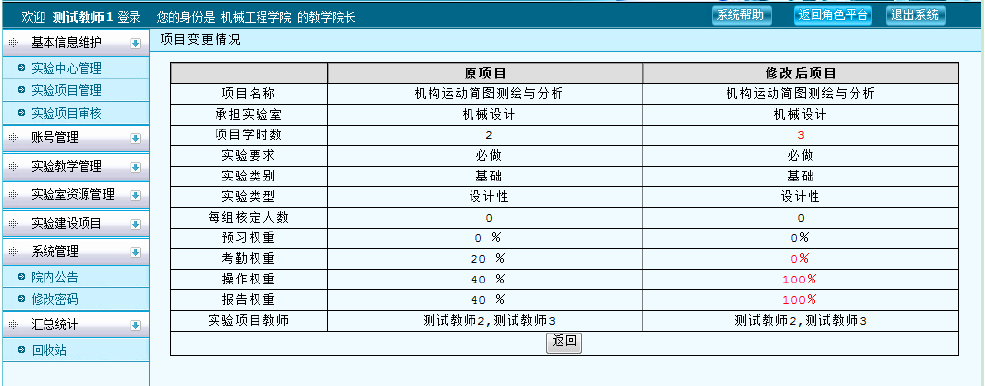 欢迎 测试教师1 登录 您的身份是 机械工程学院 的教学院长 系统帮助 返回角色平台 退出系统
基本信息维护
实验中心管理
实验项目管理
实验项目审核
账号管理
实验教学管理
实验室资源管理
实验建设项目
系统管理
院内公告
修改密码
汇总统计
回收站
项目变更情况
原项目 修改后项目
项目名称 机构运动简图测绘与分析 机构运动简图测绘与分析
承担实验室 机械设计 机械设计
项目学时数 2 3
实验要求 必做 必做
实验类别 基础 基础
实验类型 设计性 设计性
每组核定人数 0 0
预习权重 0 % 0%
考勤权重 20 % 0%
操作权重 40 % 100%
报告权重 40 % 100%
实验项目教师 测试教师2,测试教师3 测试教师2,测试教师3
返回